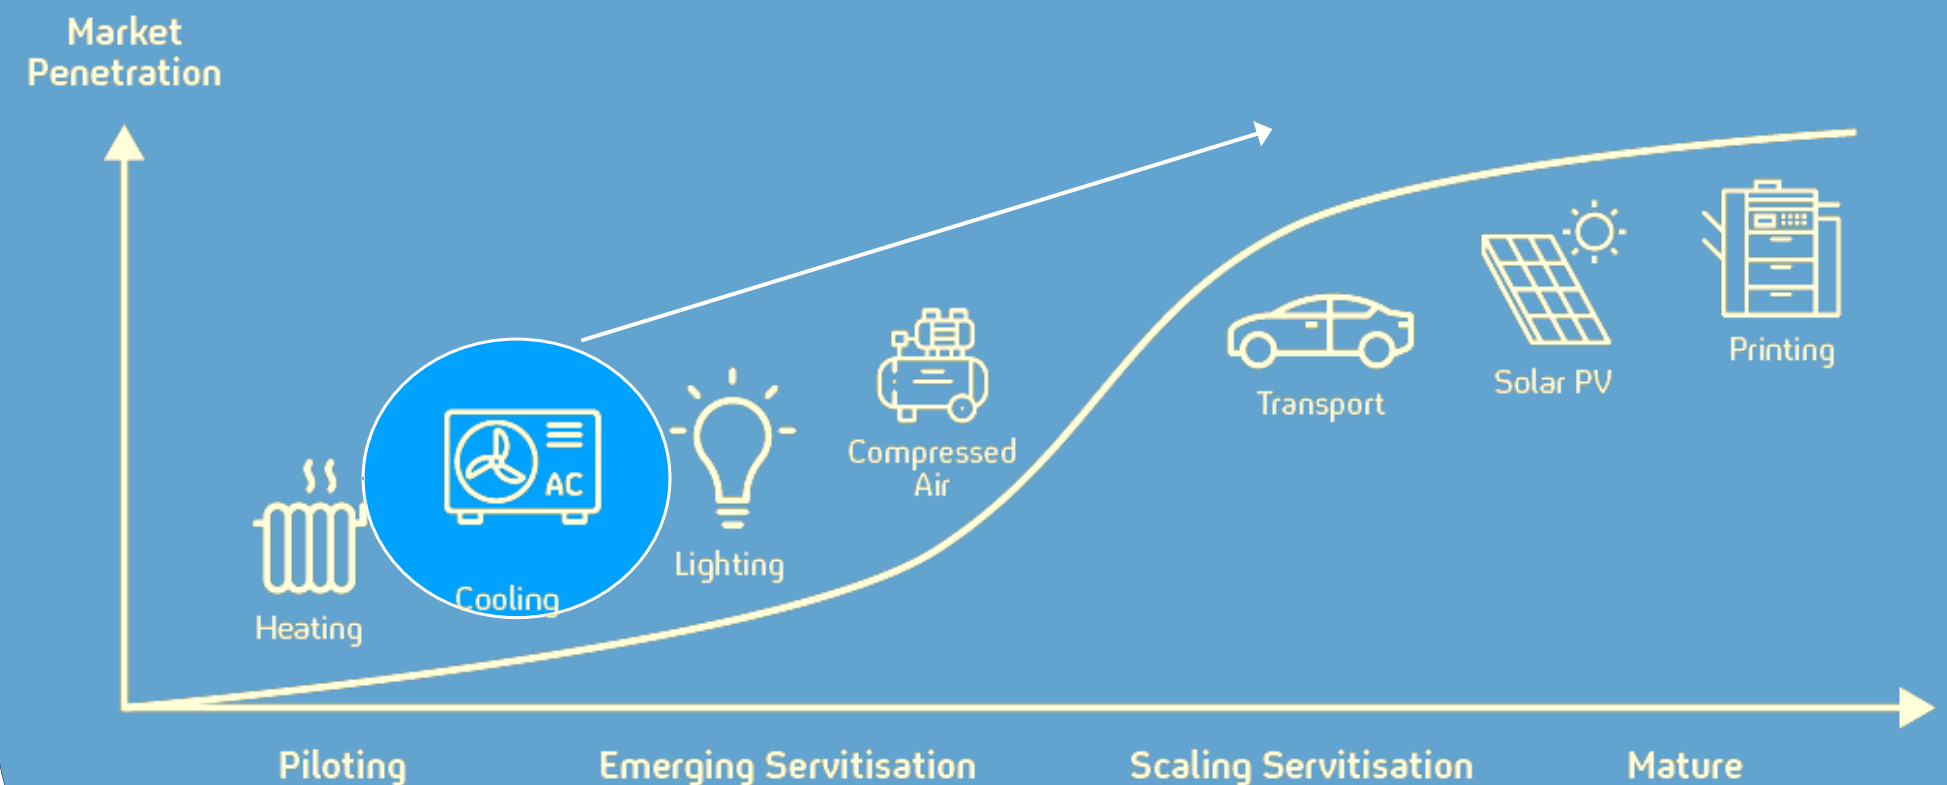 Market
Penetration
Heating
AC
Cooling
Lighting
Compressed
Air
Transport
Solar PV
Printing
Piloting
Emerging Servitisation
Scaling Servitisation
Mature